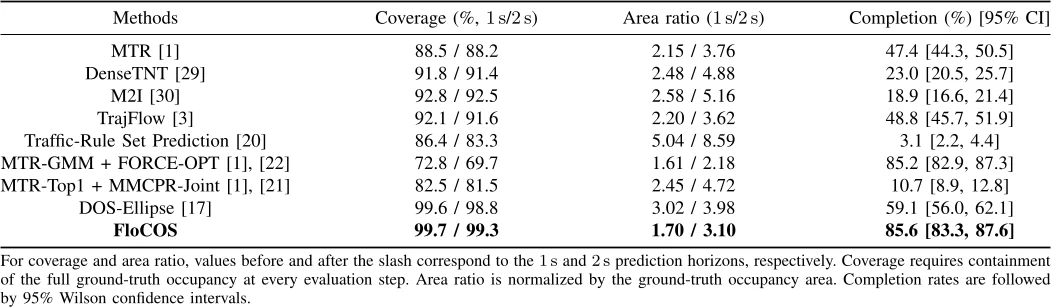 Methods Coverage (%, 1 s/2 s) Area ratio (1 s/2 s) Completion (%) [95% CI]
MTR [1] 88.5 / 88.2 2.15 / 3.76 47.4 [44.3, 50.5]
DenseTNT [29] 91.8 / 91.4 2.48 / 4.88 23.0 [20.5, 25.7]
M2I [30] 92.8 / 92.5 2.58 / 5.16 18.9 [16.6, 21.4]
TrajFlow [3] 92.1 / 91.6 2.20 / 3.62 48.8 [45.7, 51.9]
Traffic-Rule Set Prediction [20] 86.4 / 83.3 5.04 / 8.59 3.1 [2.2, 4.4]
MTR-GMM + FORCE-OPT [1], [22] 72.8 / 69.7 1.61 / 2.18 85.2 [82.9, 87.3]
MTR-Top1 + MMCPR-Joint [1], [21] 82.5 / 81.5 2.45 / 4.72 10.7 [8.9, 12.8]
DOS-Ellipse [17] 99.6 / 98.8 3.02 / 3.98 59.1 [56.0, 62.1]
FloCOS 99.7 / 99.3 1.70 / 3.10 85.6 [83.3, 87.6]
For coverage and area ratio, values before and after the slash correspond to the 1 s and 2 s prediction horizons, respectively. Coverage requires containment
of the full ground-truth occupancy at every evaluation step. Area ratio is normalized by the ground-truth occupancy area. Completion rates are followed
by 95% Wilson confidence intervals.